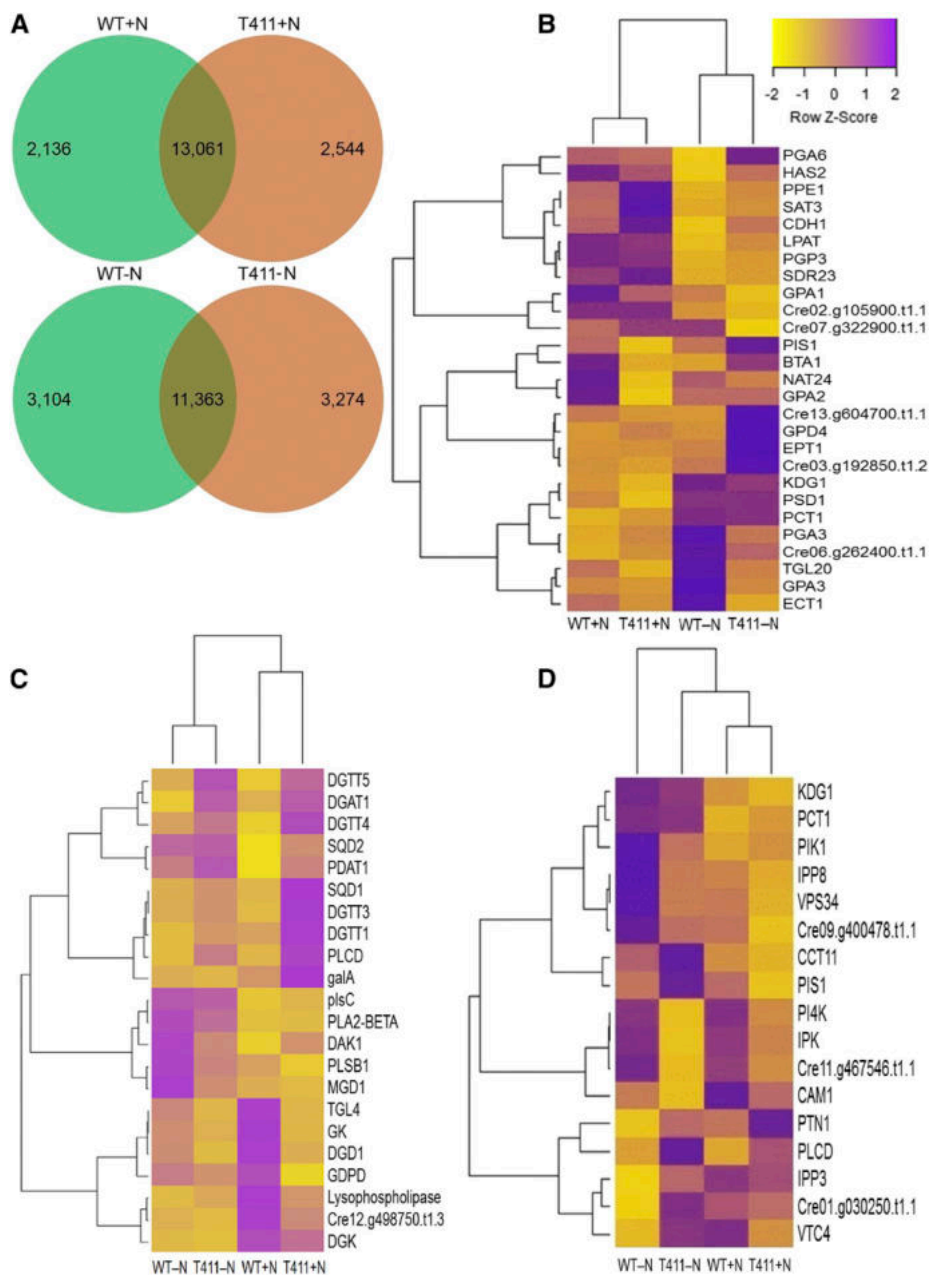 A
WT+N
T411+N
2,136
13,061
2,544
WT-N
T411-N
3,104
11,363
3,274
B
-2
-1
0
1
2
Row Z-Score
PGA6
HAS2
PPE1
SAT3
CDH1
LPAT
PGP3
SDR23
GPA1
Cre02.g105900.t1.1
Cre07.g322900.t1.1
PIS1
BTA1
NAT24
GPA2
Cre13.g604700.t1.1
GPD4
EPT1
Cre03.g192850.t1.2
KDG1
PSD1
PCT1
PGA3
Cre06.g262400.t1.1
TGL20
GPA3
ECT1
WT+N T411+N WT–N T411–N
C
DGTT5
DGAT1
DGTT4
SQD2
PDAT1
SQD1
DGTT3
DGTT1
PLCD
galA
plsC
PLA2-BETA
DAK1
PLSB1
MGD1
TGL4
GK
DGD1
GDPD
Lysophospholipase
Cre12.g498750.t1.3
DGK
WT–N T411–N WT+N T411+N
D
KDG1
PCT1
PIK1
IPP8
VPS34
Cre09.g400478.t1.1
CCT11
PIS1
PI4K
IPK
Cre11.g467546.t1.1
CAM1
PTN1
PLCD
IPP3
Cre01.g030250.t1.1
VTC4
WT–N T411–N WT+N T411+N